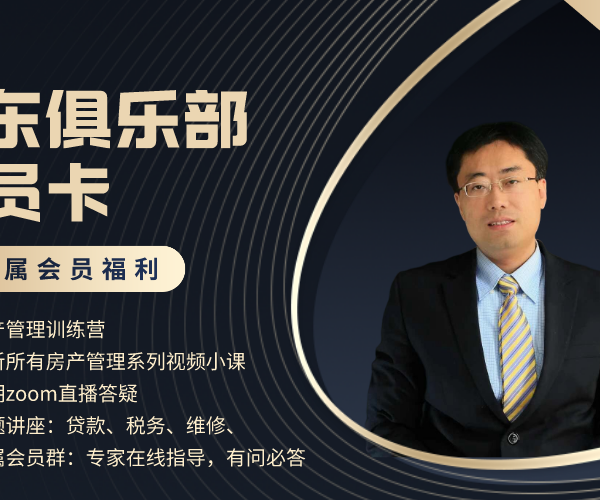 东俱乐部
员卡
属会员福利
产管理训练营
所有房产管理系列视频小课
zoom直播答疑
讲座：贷款、税务、维修、
属会员群：专家在线指导，有问必答